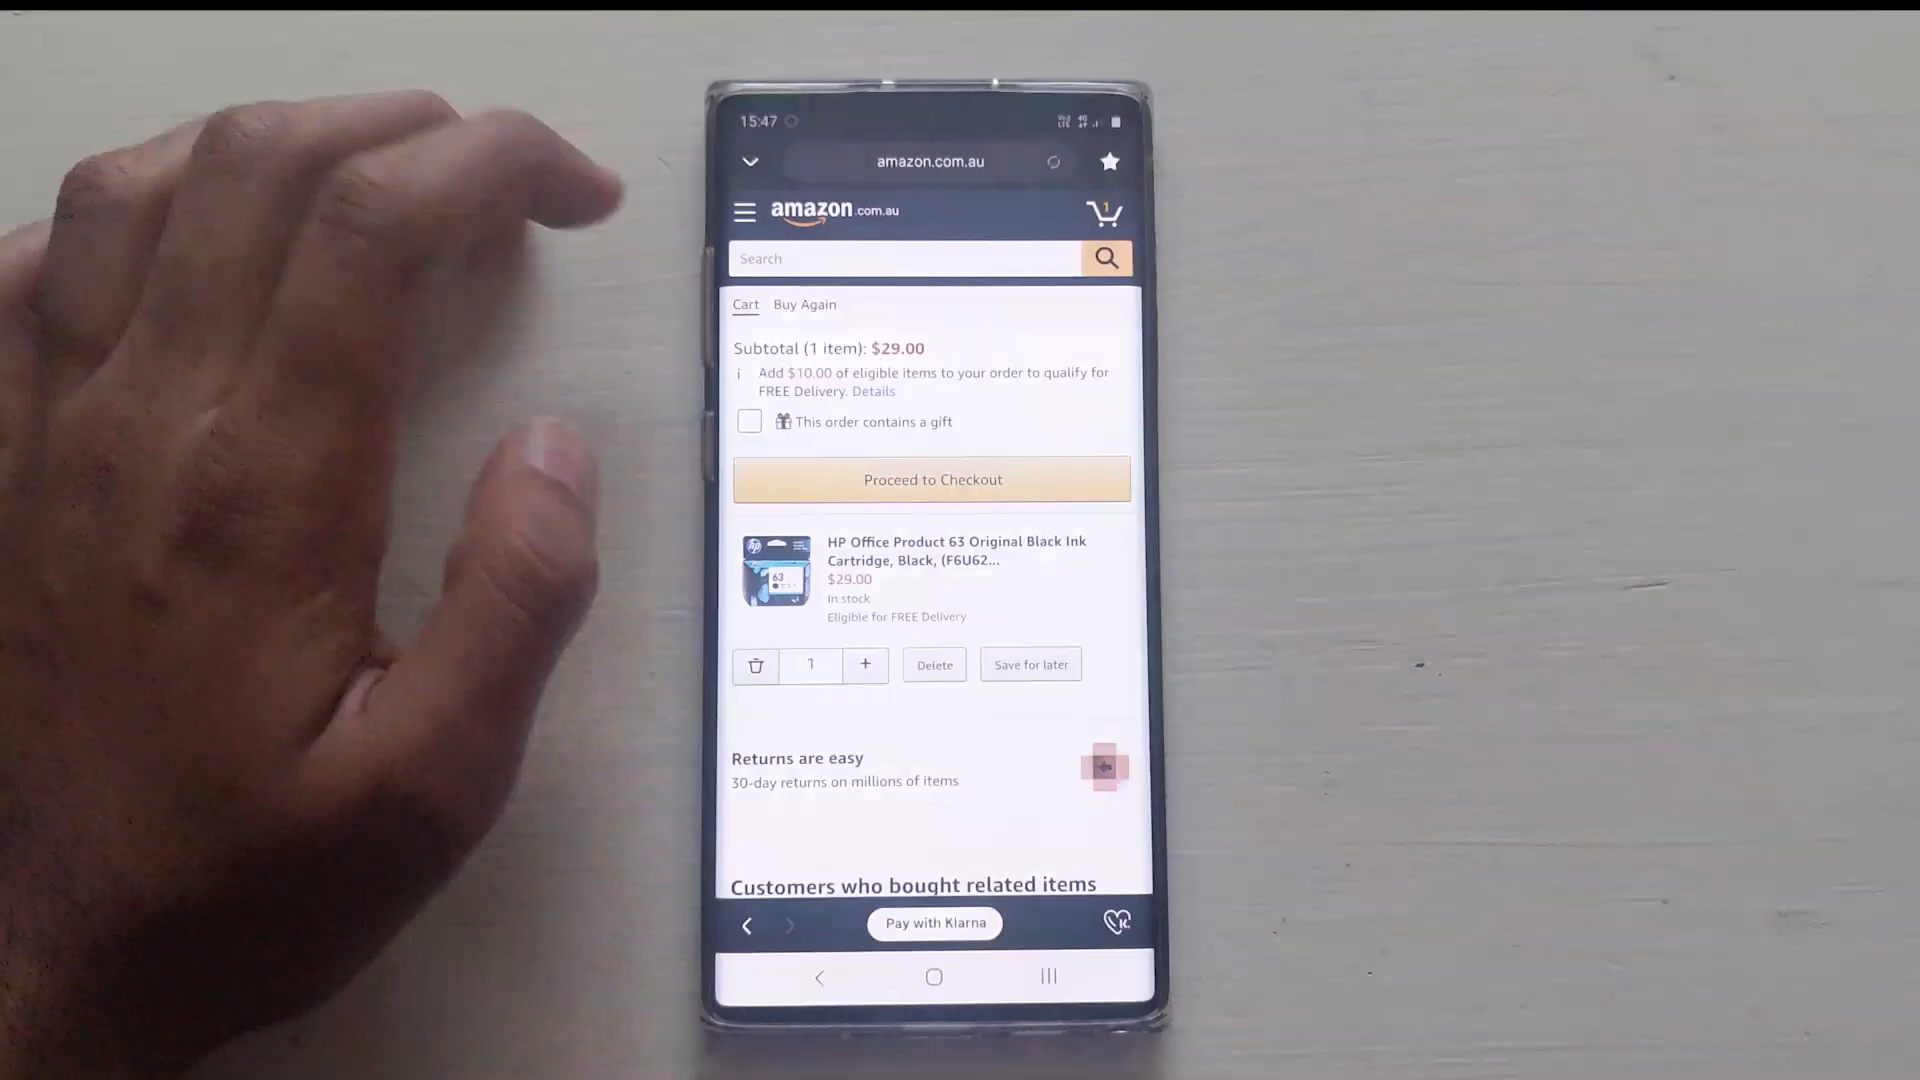 15:47
amazon.com.au
amazon.com.au
1
Search
Cart Buy Again
Subtotal (1 item): $29.00
Add $10.00 of eligible items to your order to qualify for
FREE Delivery. Details
This order contains a gift
Proceed to Checkout
HP Office Product 63 Original Black Ink
Cartridge, Black, (F6U62...
$29.00
In stock
Eligible for FREE Delivery
hp
63
1 + Delete Save for later
Returns are easy
30-day returns on millions of items
Customers who bought related items
Pay with Klarna
K.